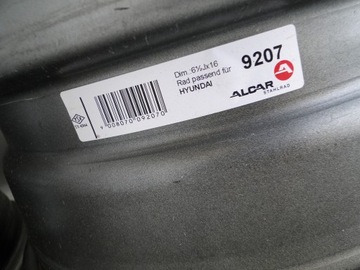 Dim. 6½Jx16
Rad passend für
HYUNDAI
9207
ALCAR
STAHLRAD
9 008070 092070